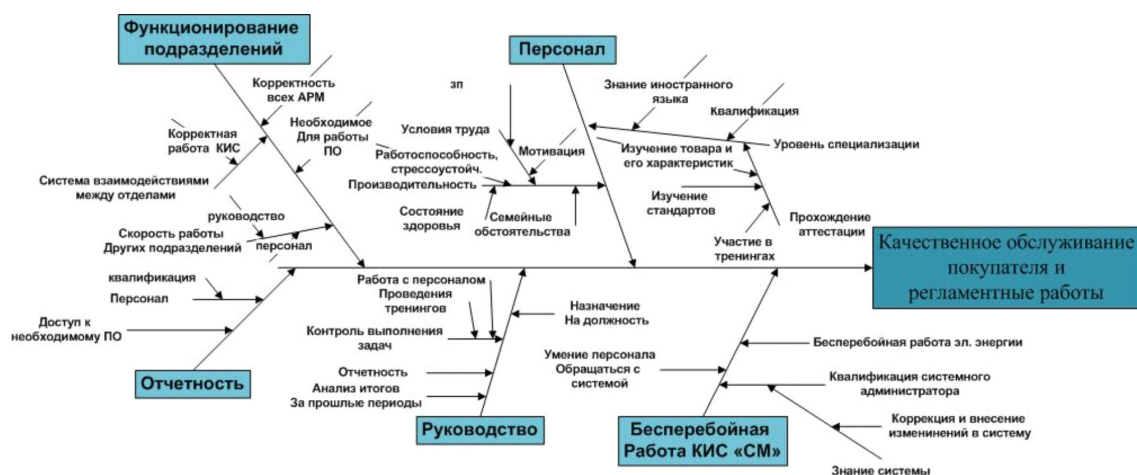 Функционирование
подразделений
Персонал
Корректность
всех АРМ
Необходимое
Для работы
ПО
Корректная
работа КИС
Система взаимодействиями
между отделами
руководство
Скорость работы
Других подразделений
персонал
зп
Условия труда
Мотивация
Работоспособность,
стрессоустойч.
Производительность
Состояние
здоровья
Семейные
обстоятельства
Знание иностранного
языка
Квалификация
Уровень специализации
Изучение товара и
его характеристик
Изучение
стандартов
Прохождение
аттестации
Участие в
тренингах
Качественное обслуживание
покупателя и
регламентные работы
квалификация
Персонал
Доступ к
необходимому ПО
Отчетность
Работа с персоналом
Проведения
тренингов
Контроль выполнения
задач
Отчетность
Анализ итогов
За прошлые периоды
Назначение
На должность
Руководство
Умение персонала
Обращаться с
системой
Бесперебойная работа эл. энергии
Квалификация системного
администратора
Коррекция и внесение
измининений в систему
Знание системы
Бесперебойная
Работа КИС «СМ»